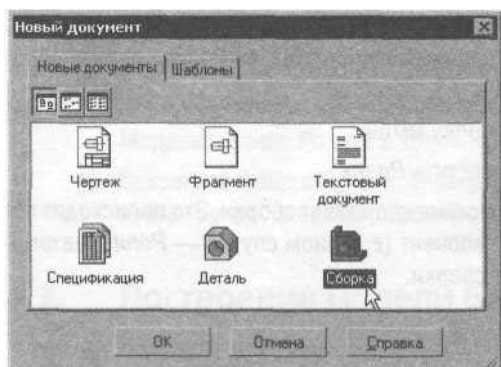 Новый документ
Новые документы Шаблоны
Чертеж Фрагмент Текстовый документ
Спецификация Деталь Сборка
OK Отмена Справка